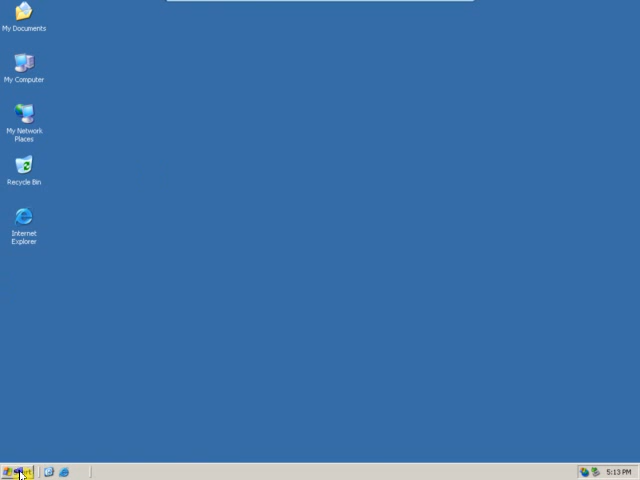 My Documents
My Computer
My Network
Places
Recycle Bin
Internet
Explorer
5:13 PM